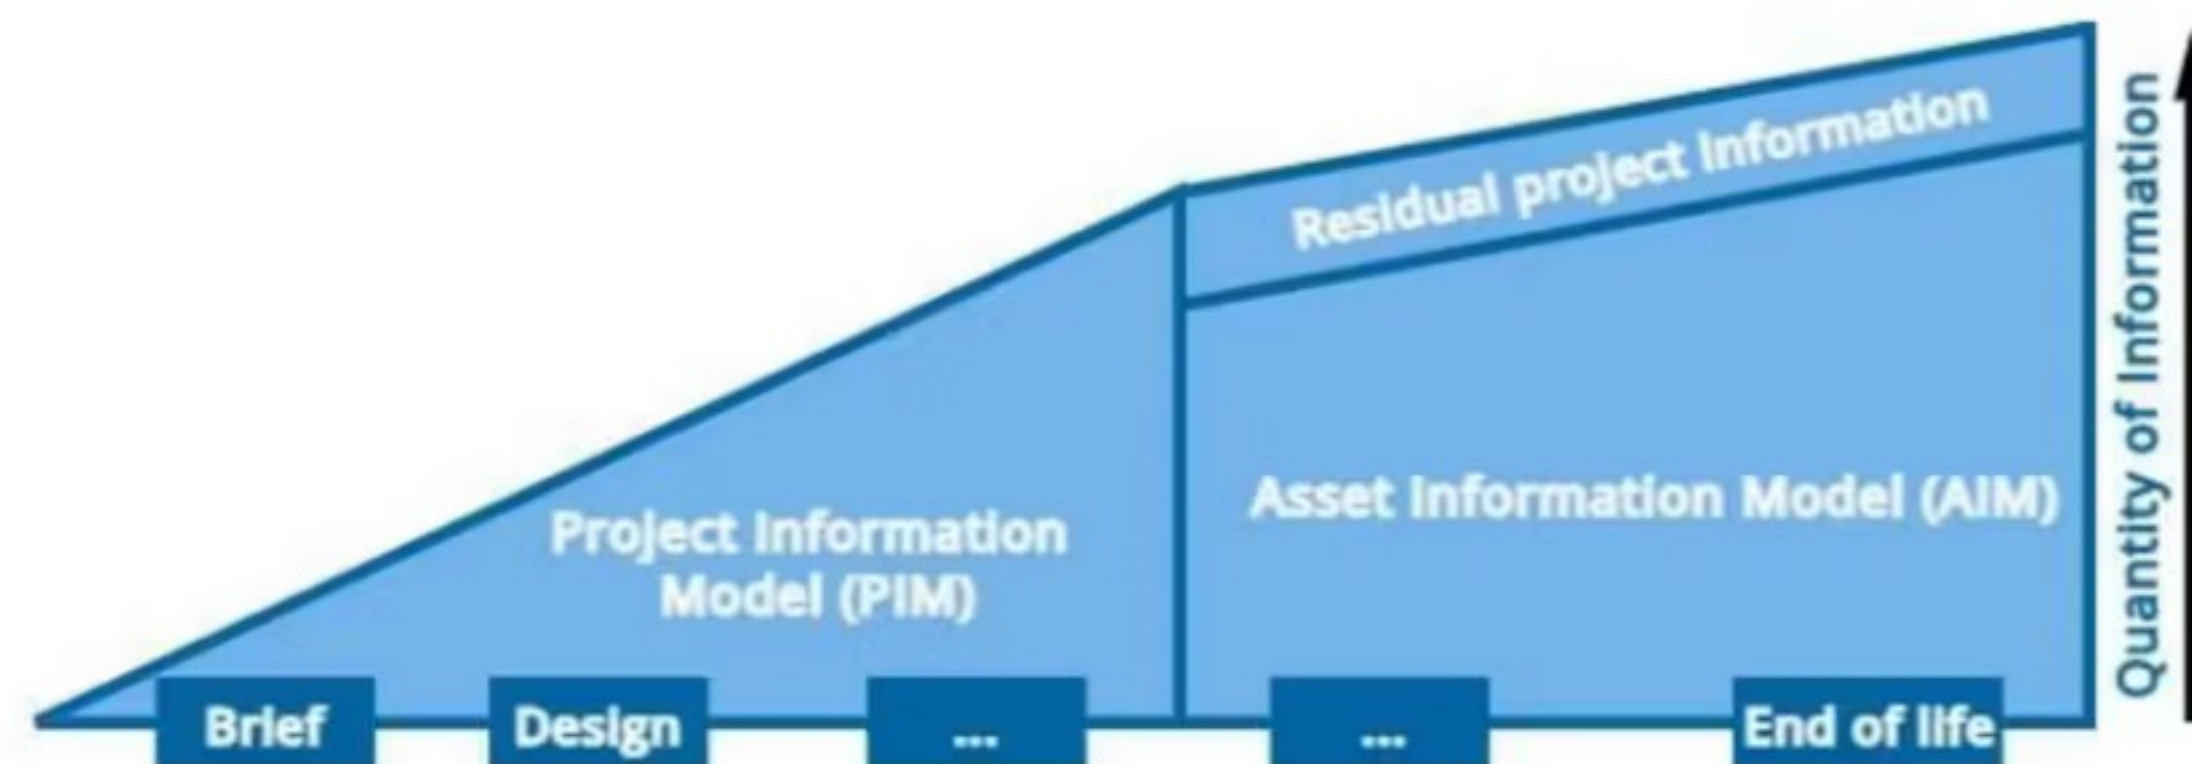 Residual project information
Project Information
Model (PIM)
Asset Information Model (AIM)
Brief
Design
...
...
End of life
Quantity of Information